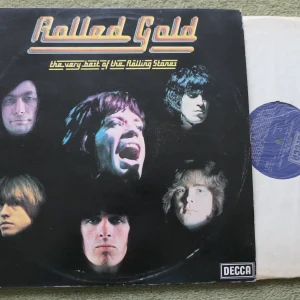 Rolled Gold
the very best of the Rolling Stones
DECCA